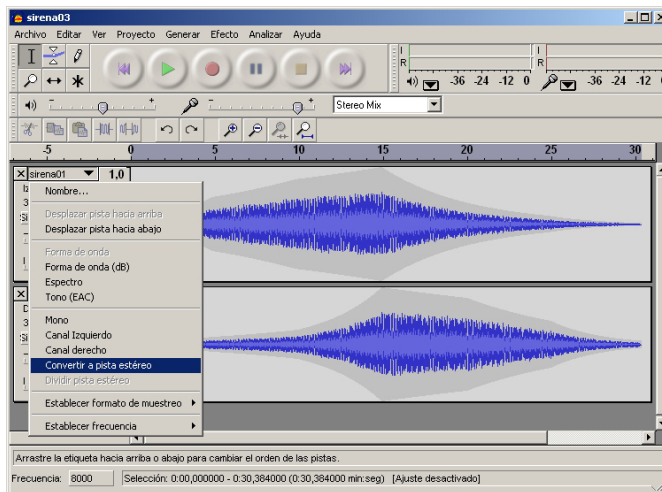 sirena03
Archivo Editar Ver Proyecto Generar Efecto Analizar Ayuda
I
R
-36 -24 -12 0
I
R
-36 -24 -12 0
- +
- +
Stereo Mix
-5 0 5 10 15 20 25 30
sirena01 1,0
Nombre...
Desplazar pista hacia arriba
Desplazar pista hacia abajo
Forma de onda
Forma de onda (dB)
Espectro
Tono (EAC)
Mono
Canal Izquierdo
Canal derecho
Convertir a pista estéreo
Dividir pista estéreo
Establecer formato de muestreo
Establecer frecuencia
Arrastre la etiqueta hacia arriba o abajo para cambiar el orden de las pistas.
Frecuencia: 8000 Selección: 0:00,000000 - 0:30,384000 (0:30,384000 min:seg) [Ajuste desactivado]